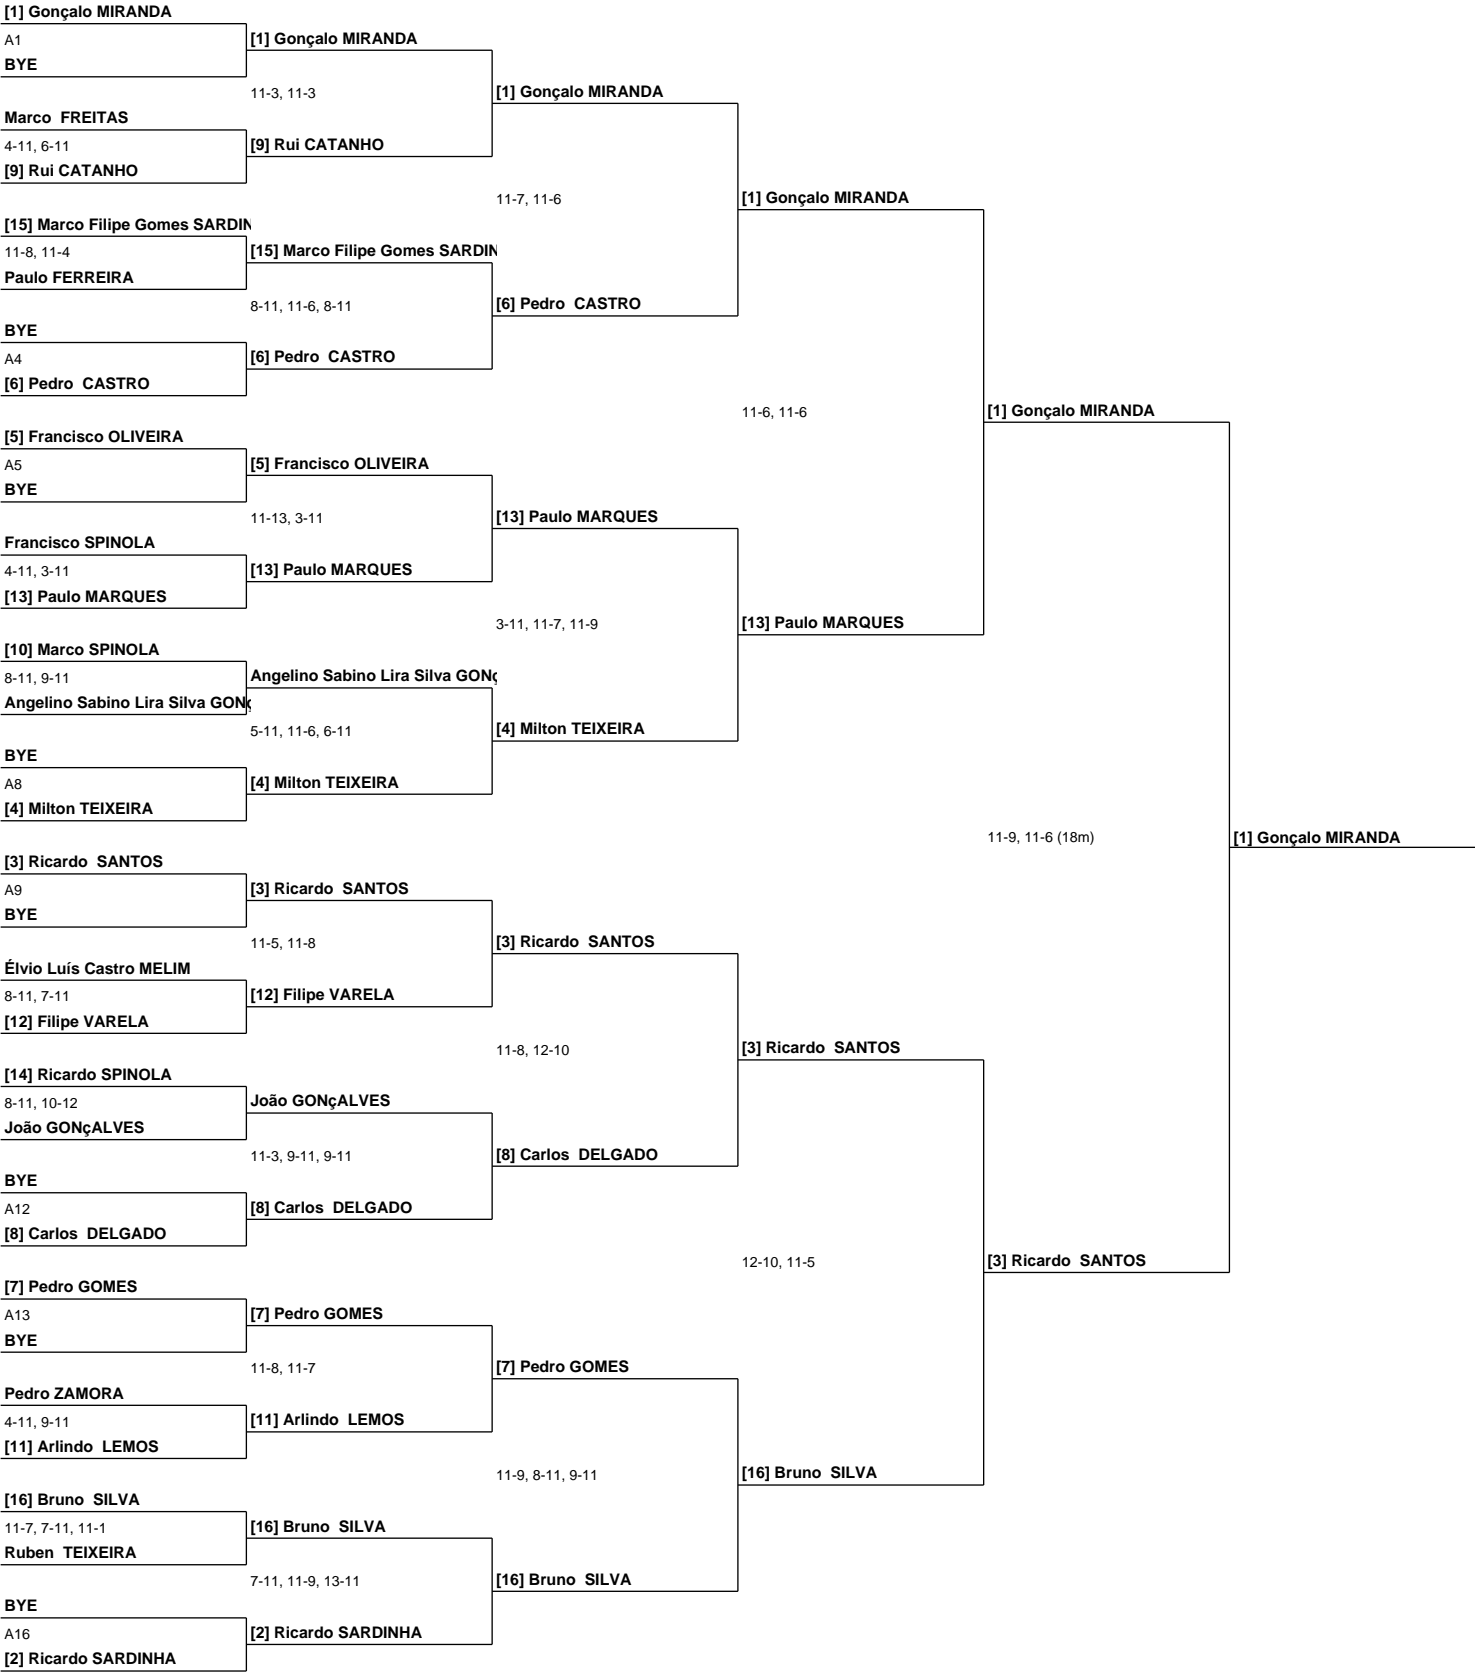 [1] Gonçalo MIRANDA
A1
BYE
Marco FREITAS
4-11, 6-11
[9] Rui CATANHO
[15] Marco Filipe Gomes SARDIN
11-8, 11-4
Paulo FERREIRA
BYE
A4
[6] Pedro CASTRO
[5] Francisco OLIVEIRA
A5
BYE
Francisco SPINOLA
4-11, 3-11
[13] Paulo MARQUES
[10] Marco SPINOLA
8-11, 9-11
Angelino Sabino Lira Silva GONç
BYE
A8
[4] Milton TEIXEIRA
[3] Ricardo SANTOS
A9
BYE
Élvio Luís Castro MELIM
8-11, 7-11
[12] Filipe VARELA
[14] Ricardo SPINOLA
8-11, 10-12
João GONçALVES
BYE
A12
[8] Carlos DELGADO
[7] Pedro GOMES
A13
BYE
Pedro ZAMORA
4-11, 9-11
[11] Arlindo LEMOS
[16] Bruno SILVA
11-7, 7-11, 11-1
Ruben TEIXEIRA
BYE
A16
[2] Ricardo SARDINHA
[1] Gonçalo MIRANDA
11-3, 11-3
[9] Rui CATANHO
[15] Marco Filipe Gomes SARDIN
8-11, 11-6, 8-11
[6] Pedro CASTRO
[5] Francisco OLIVEIRA
11-13, 3-11
[13] Paulo MARQUES
Angelino Sabino Lira Silva GONç
5-11, 11-6, 6-11
[4] Milton TEIXEIRA
[3] Ricardo SANTOS
11-5, 11-8
[12] Filipe VARELA
João GONçALVES
11-3, 9-11, 9-11
[8] Carlos DELGADO
[7] Pedro GOMES
11-8, 11-7
[11] Arlindo LEMOS
[16] Bruno SILVA
7-11, 11-9, 13-11
[2] Ricardo SARDINHA
[1] Gonçalo MIRANDA
11-7, 11-6
[6] Pedro CASTRO
[13] Paulo MARQUES
3-11, 11-7, 11-9
[4] Milton TEIXEIRA
[3] Ricardo SANTOS
11-8, 12-10
[8] Carlos DELGADO
[7] Pedro GOMES
11-9, 8-11, 9-11
[16] Bruno SILVA
[1] Gonçalo MIRANDA
11-6, 11-6
[13] Paulo MARQUES
[3] Ricardo SANTOS
12-10, 11-5
[16] Bruno SILVA
[1] Gonçalo MIRANDA
11-9, 11-6 (18m)
[3] Ricardo SANTOS
[1] Gonçalo MIRANDA